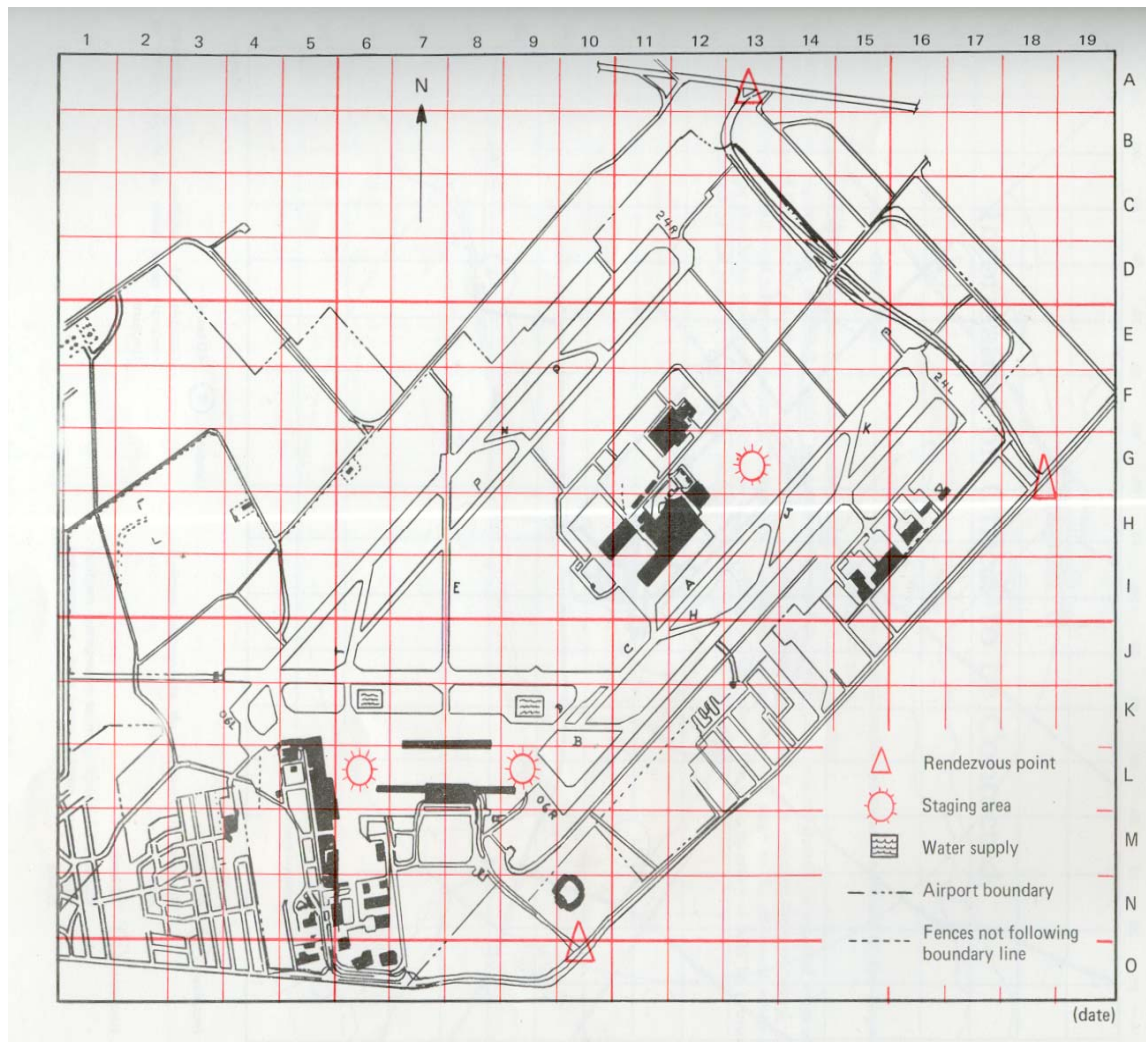 1 2 3 4 5 6 7 8 9 10 11 12 13 14 15 16 17 18 19
A
N
B
C
24R
D
E
F
24L
K
G
P
H
A
E
I
H
C
J
K
06L
B
L
Rendezvous point
06R
Staging area
M
Water supply
Airport boundary
N
Fences not following
boundary line
O
(date)